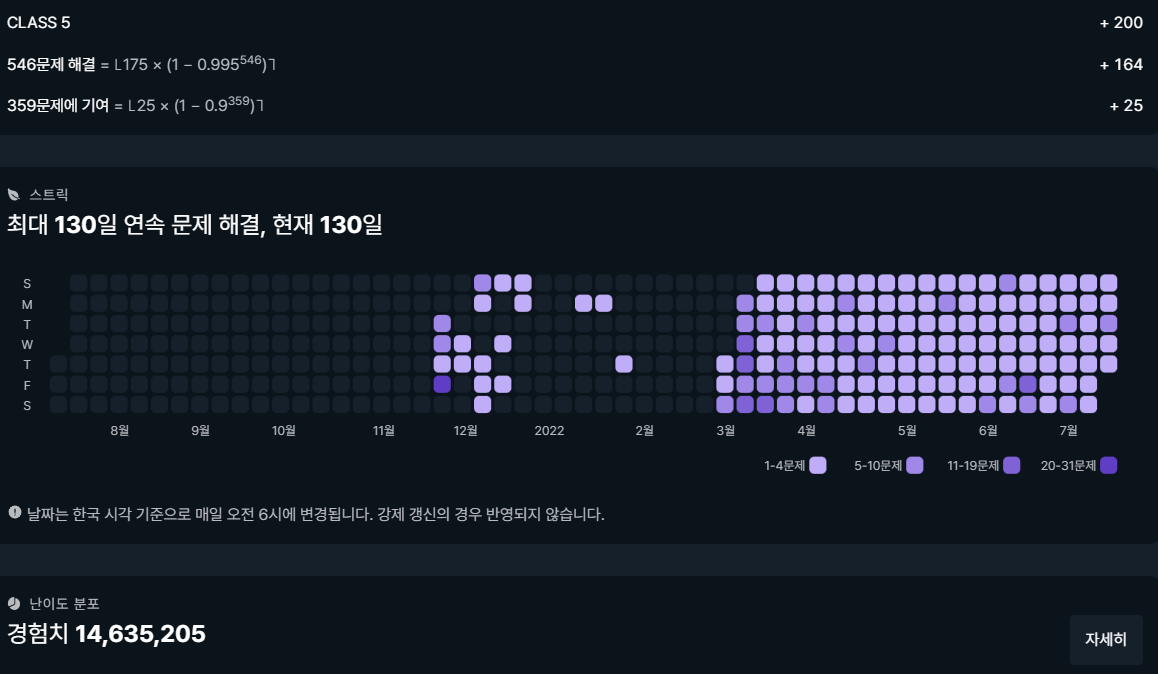 CLASS 5 + 200
546문제 해결 = ⌊175 × (1 − 0.995^546)⌉ + 164
359문제에 기여 = ⌊25 × (1 − 0.9^359)⌉ + 25
스트릭
최대 130일 연속 문제 해결, 현재 130일
S
M
T
W
T
F
S
8월 9월 10월 11월 12월 2022 2월 3월 4월 5월 6월 7월
1-4문제 5-10문제 11-19문제 20-31문제
날짜는 한국 시각 기준으로 매일 오전 6시에 변경됩니다. 강제 갱신의 경우 반영되지 않습니다.
난이도 분포
경험치 14,635,205
자세히